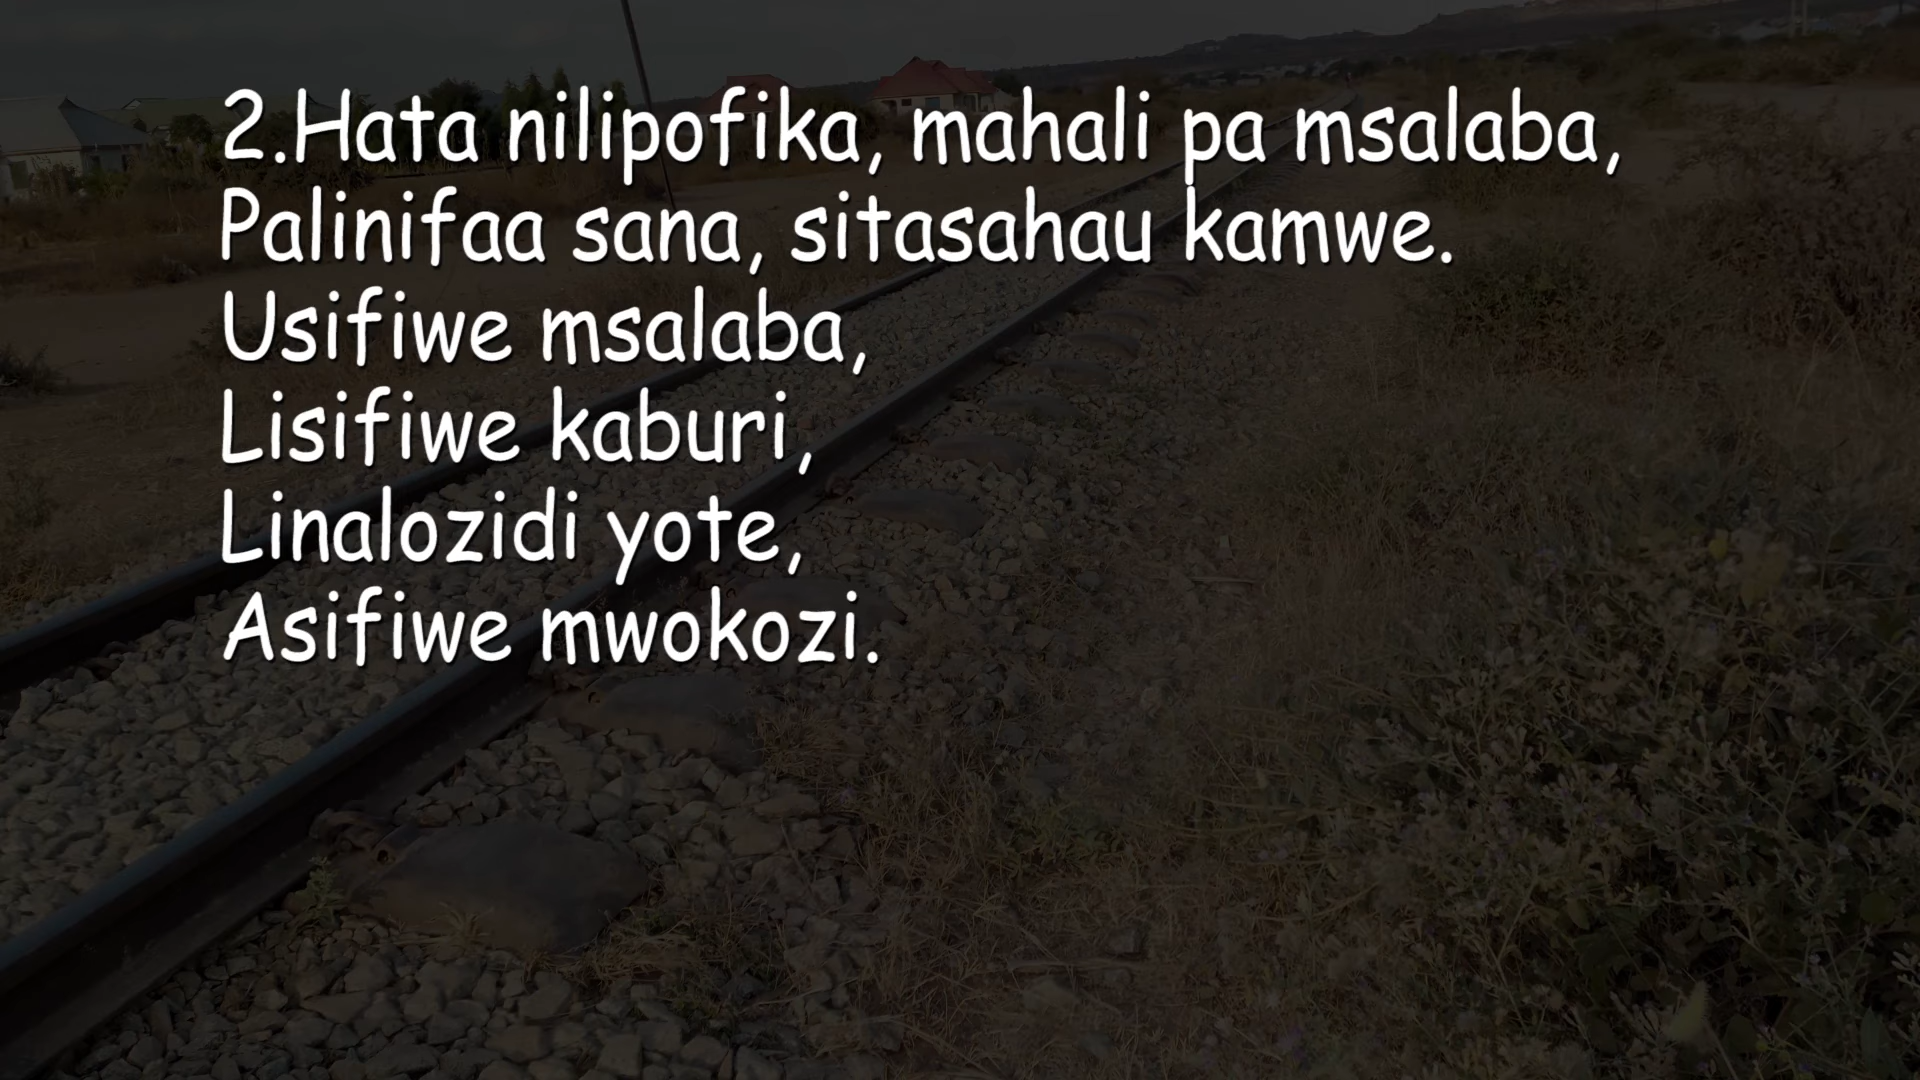 2.Hata nilipofika, mahali pa msalaba,
Palinifaa sana, sitasahau kamwe.
Usifiwe msalaba,
Lisifiwe kaburi,
Linalozidi yote,
Asifiwe mwokozi.